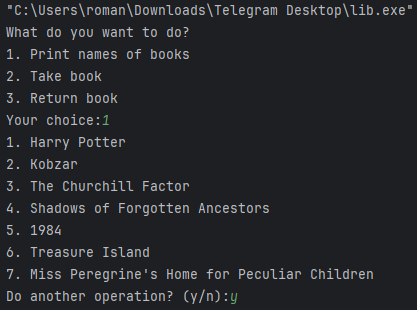 "C:\Users\roman\Downloads\Telegram Desktop\lib.exe"
What do you want to do?
1. Print names of books
2. Take book
3. Return book
Your choice:1
1. Harry Potter
2. Kobzar
3. The Churchill Factor
4. Shadows of Forgotten Ancestors
5. 1984
6. Treasure Island
7. Miss Peregrine's Home for Peculiar Children
Do another operation? (y/n):y